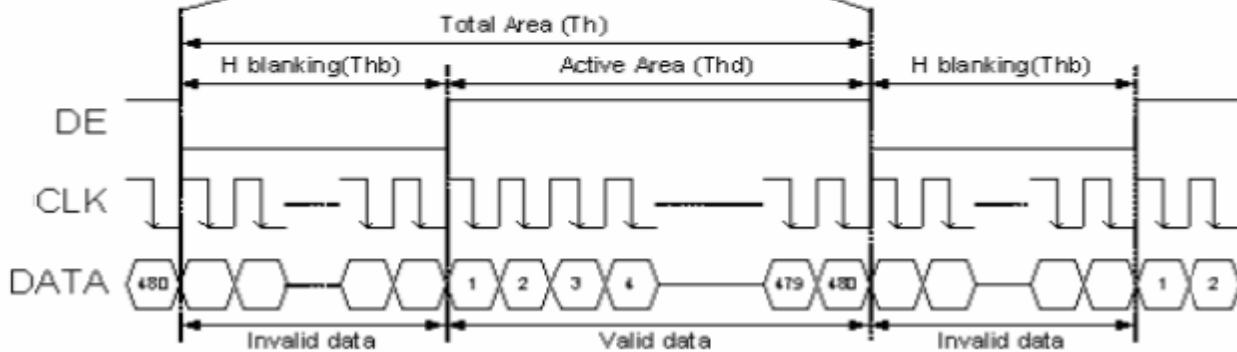 Total Area (Th)
H blanking(Thb) Active Area (Thd) H blanking(Thb)
DE
CLK
DATA 480 1 2 3 4 479 480 1 2
Invalid data Valid data Invalid data